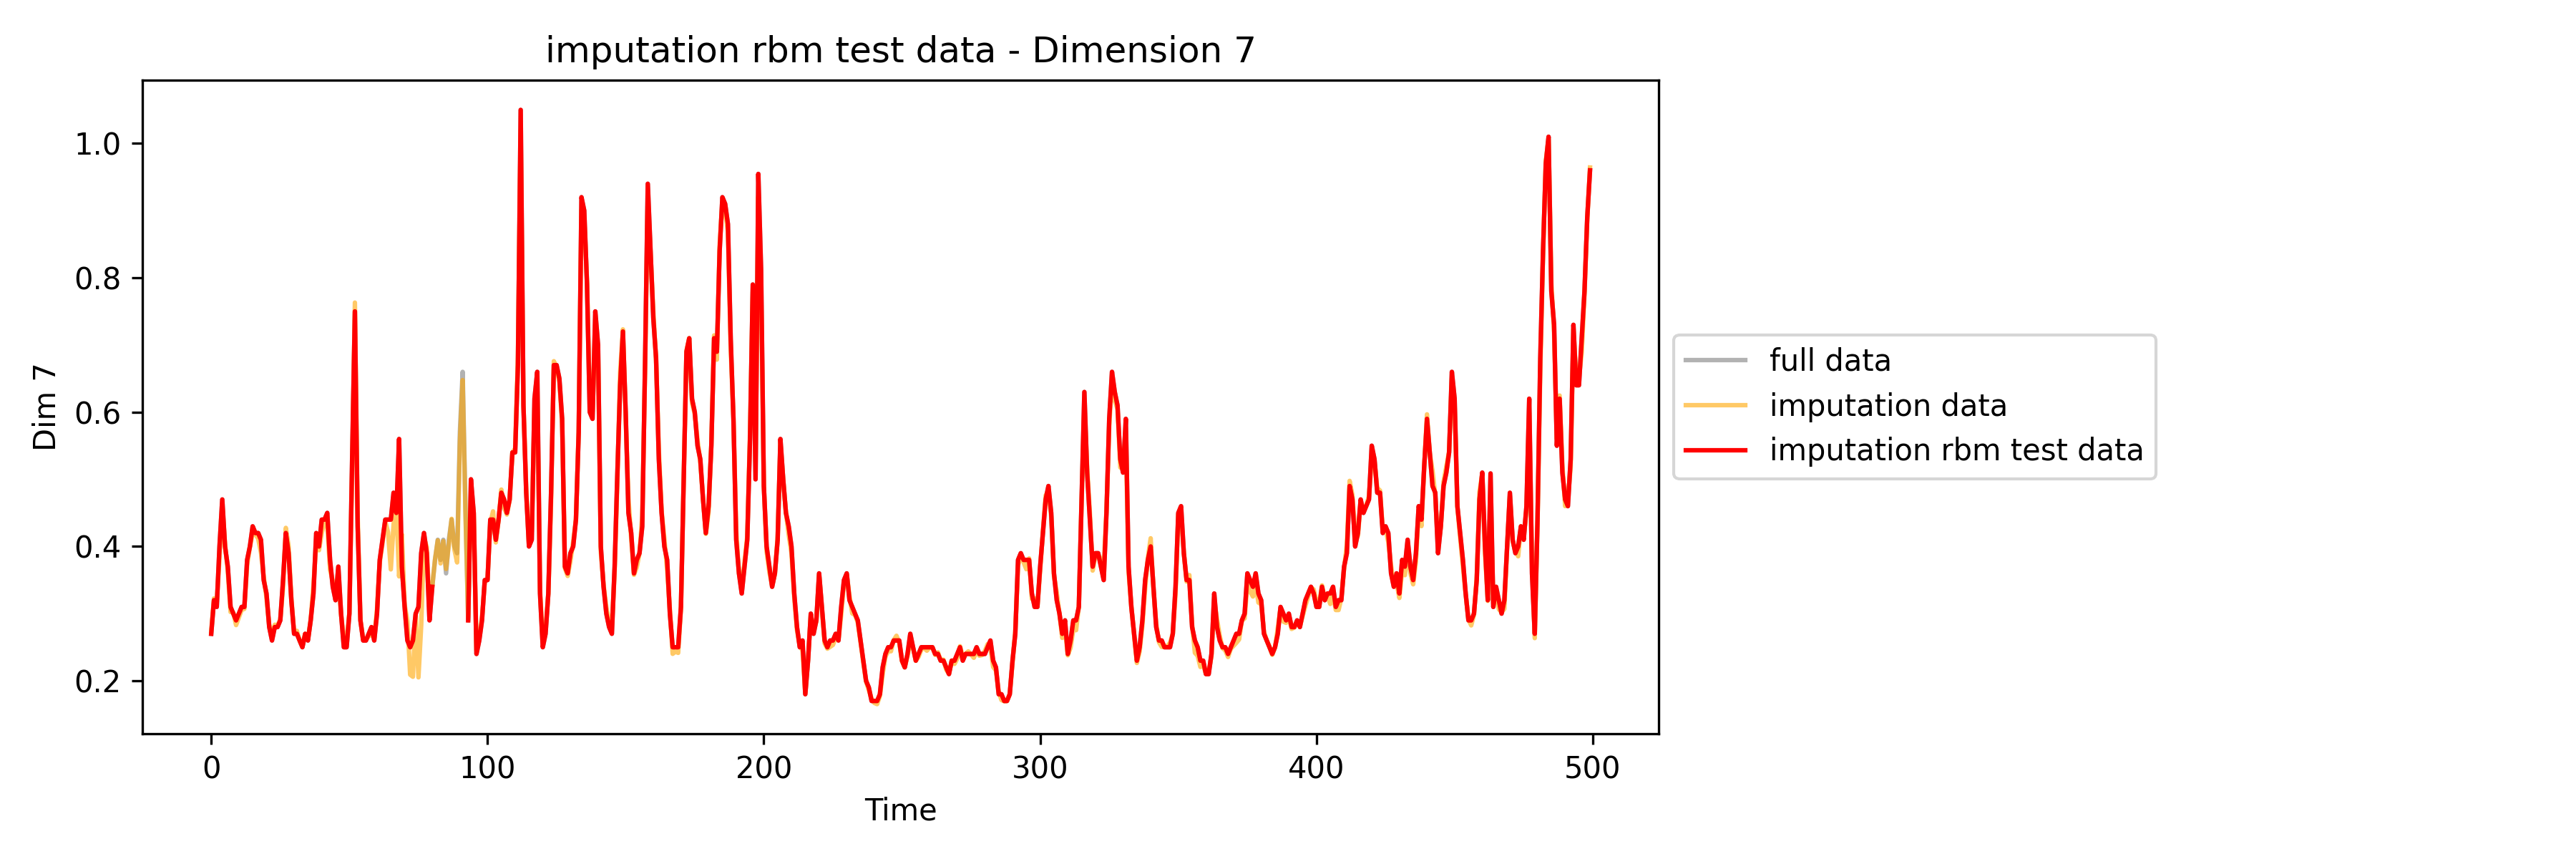 imputation rbm test data - Dimension 7
1.0
0.8
0.6
0.4
0.2
Dim 7
0 100 200 300 400 500
Time
full data
imputation data
imputation rbm test data